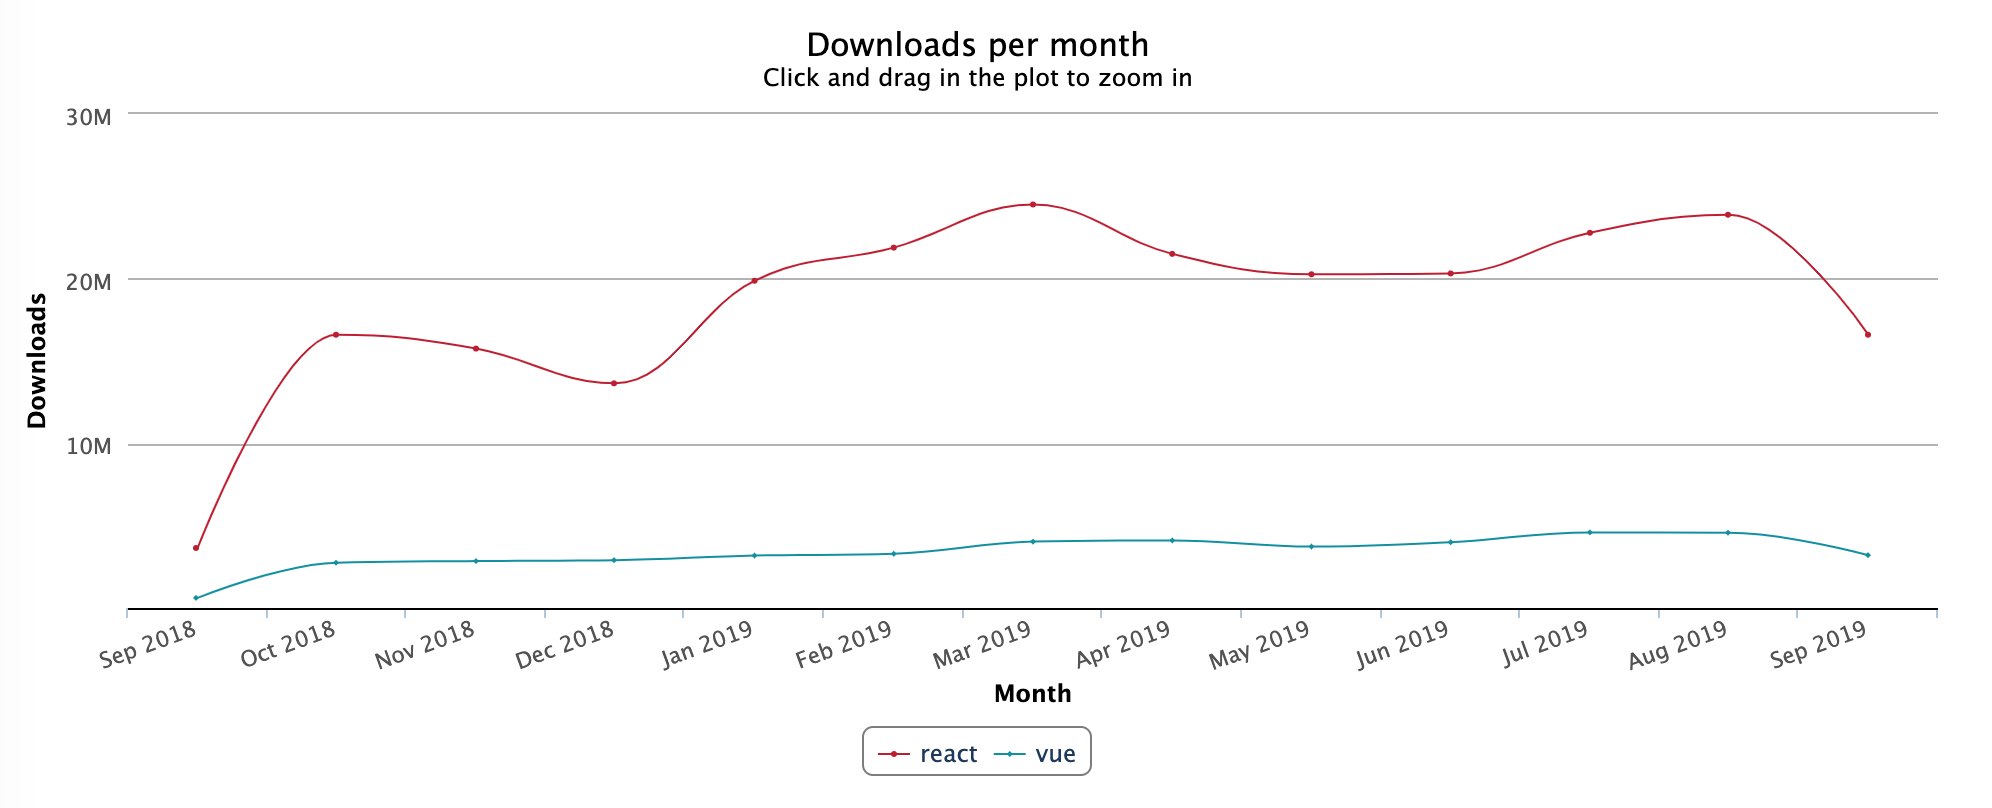 Downloads per month
Click and drag in the plot to zoom in
30M
20M
10M
Downloads
Sep 2018
Oct 2018
Nov 2018
Dec 2018
Jan 2019
Feb 2019
Mar 2019
Apr 2019
May 2019
Jun 2019
Jul 2019
Aug 2019
Sep 2019
Month
react vue